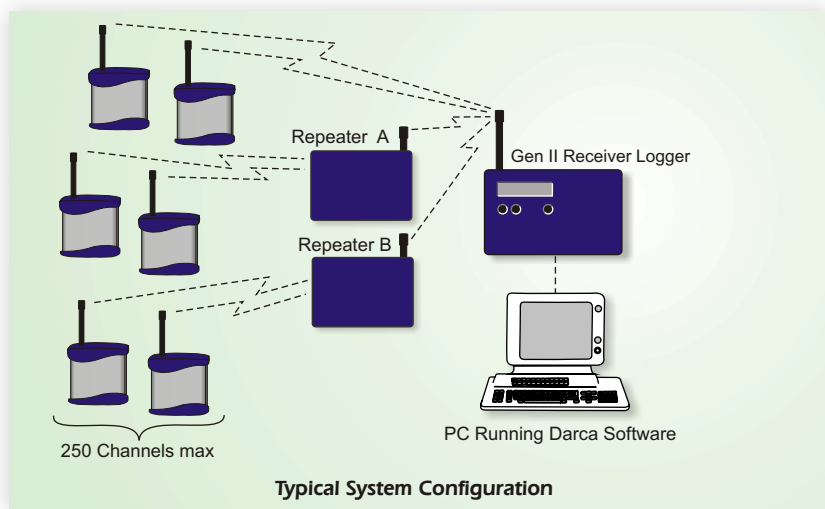 Repeater A
Gen II Receiver Logger
Repeater B
PC Running Darca Software
250 Channels max
Typical System Configuration